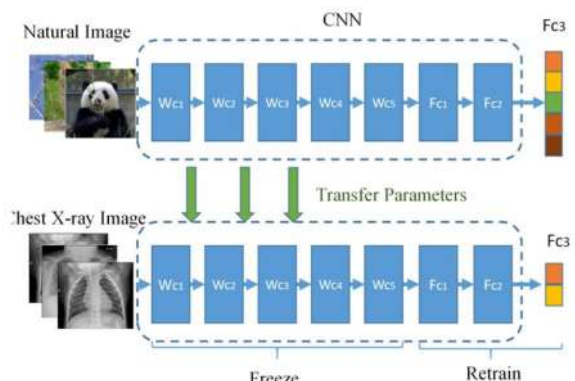 CNN
Natural Image
Fc3
Wc1 Wc2 Wc3 Wc4 Wc5 Fc1 Fc2
Transfer Parameters
Chest X-ray Image
Fc3
Wc1 Wc2 Wc3 Wc4 Wc5 Fc1 Fc2
Freeze
Retrain